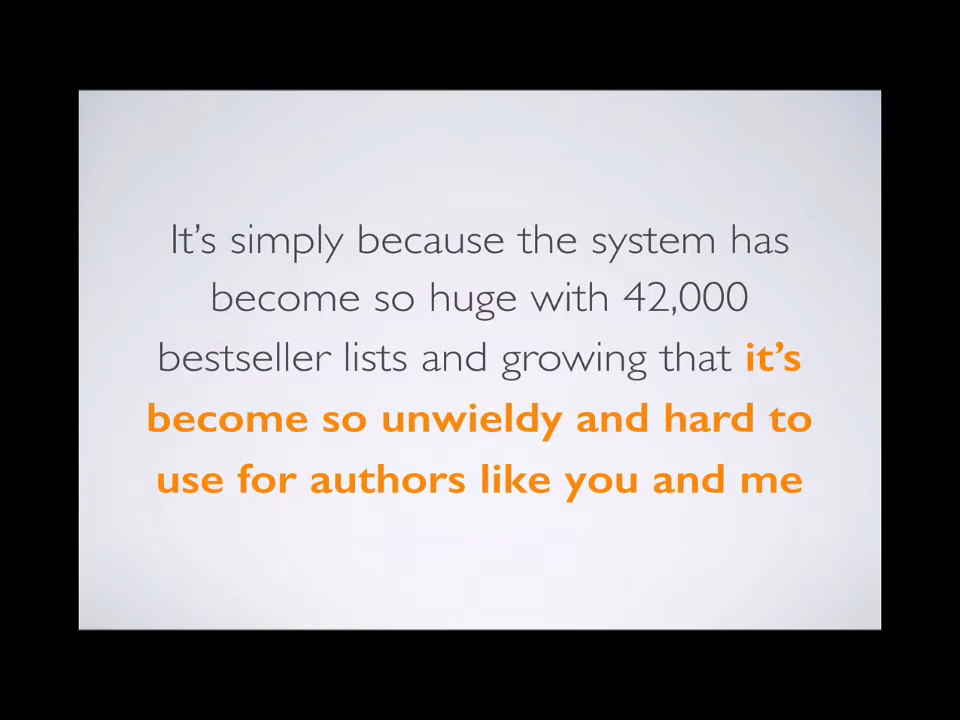 It’s simply because the system has
become so huge with 42,000
bestseller lists and growing that it’s
become so unwieldy and hard to
use for authors like you and me